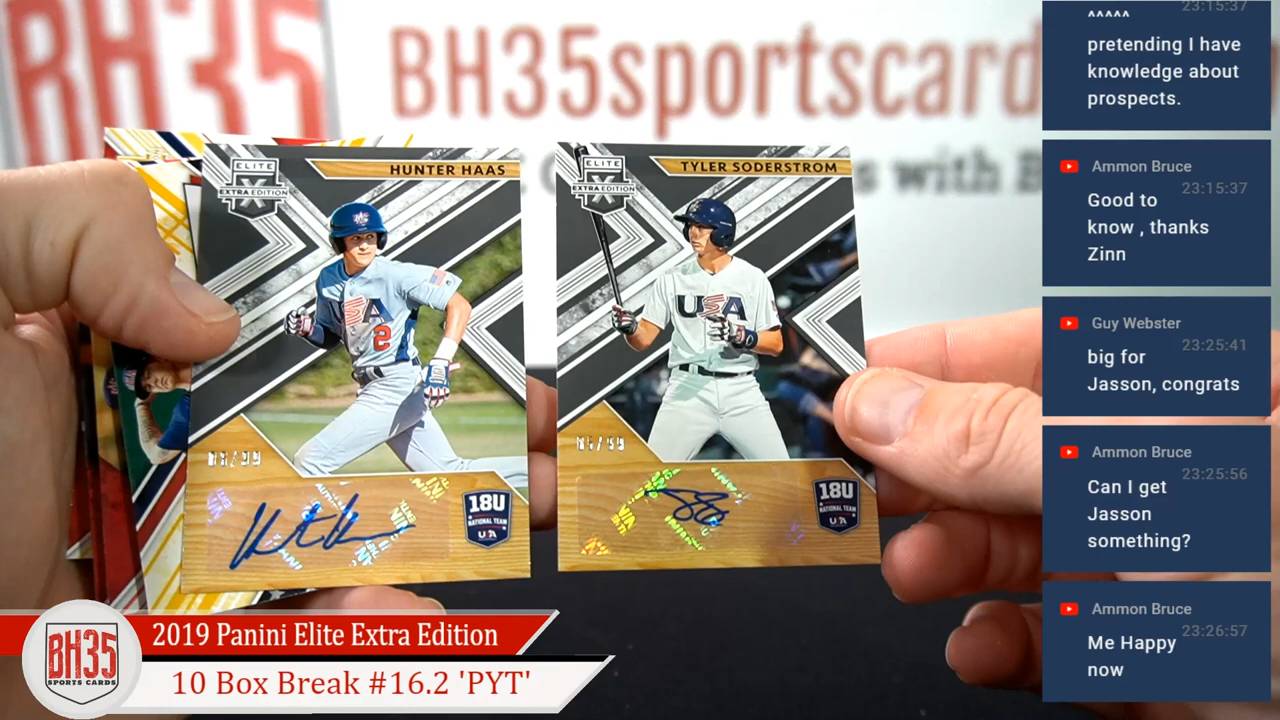 BH35
BH35sportscard
s with B
ELITE
X
EXTRA EDITION
HUNTER HAAS
USA
2
18U
NATIONAL TEAM
USA
ELITE
X
EXTRA EDITION
TYLER SODERSTROM
USA
18U
NATIONAL TEAM
USA
BH35
SPORTS CARDS
2019 Panini Elite Extra Edition
10 Box Break #16.2 'PYT'
23:15:37
^^^^^
pretending I have
knowledge about
prospects.
Ammon Bruce
23:15:37
Good to
know , thanks
Zinn
Guy Webster
23:25:41
big for
Jasson, congrats
Ammon Bruce
23:25:56
Can I get
Jasson
something?
Ammon Bruce
23:26:57
Me Happy
now